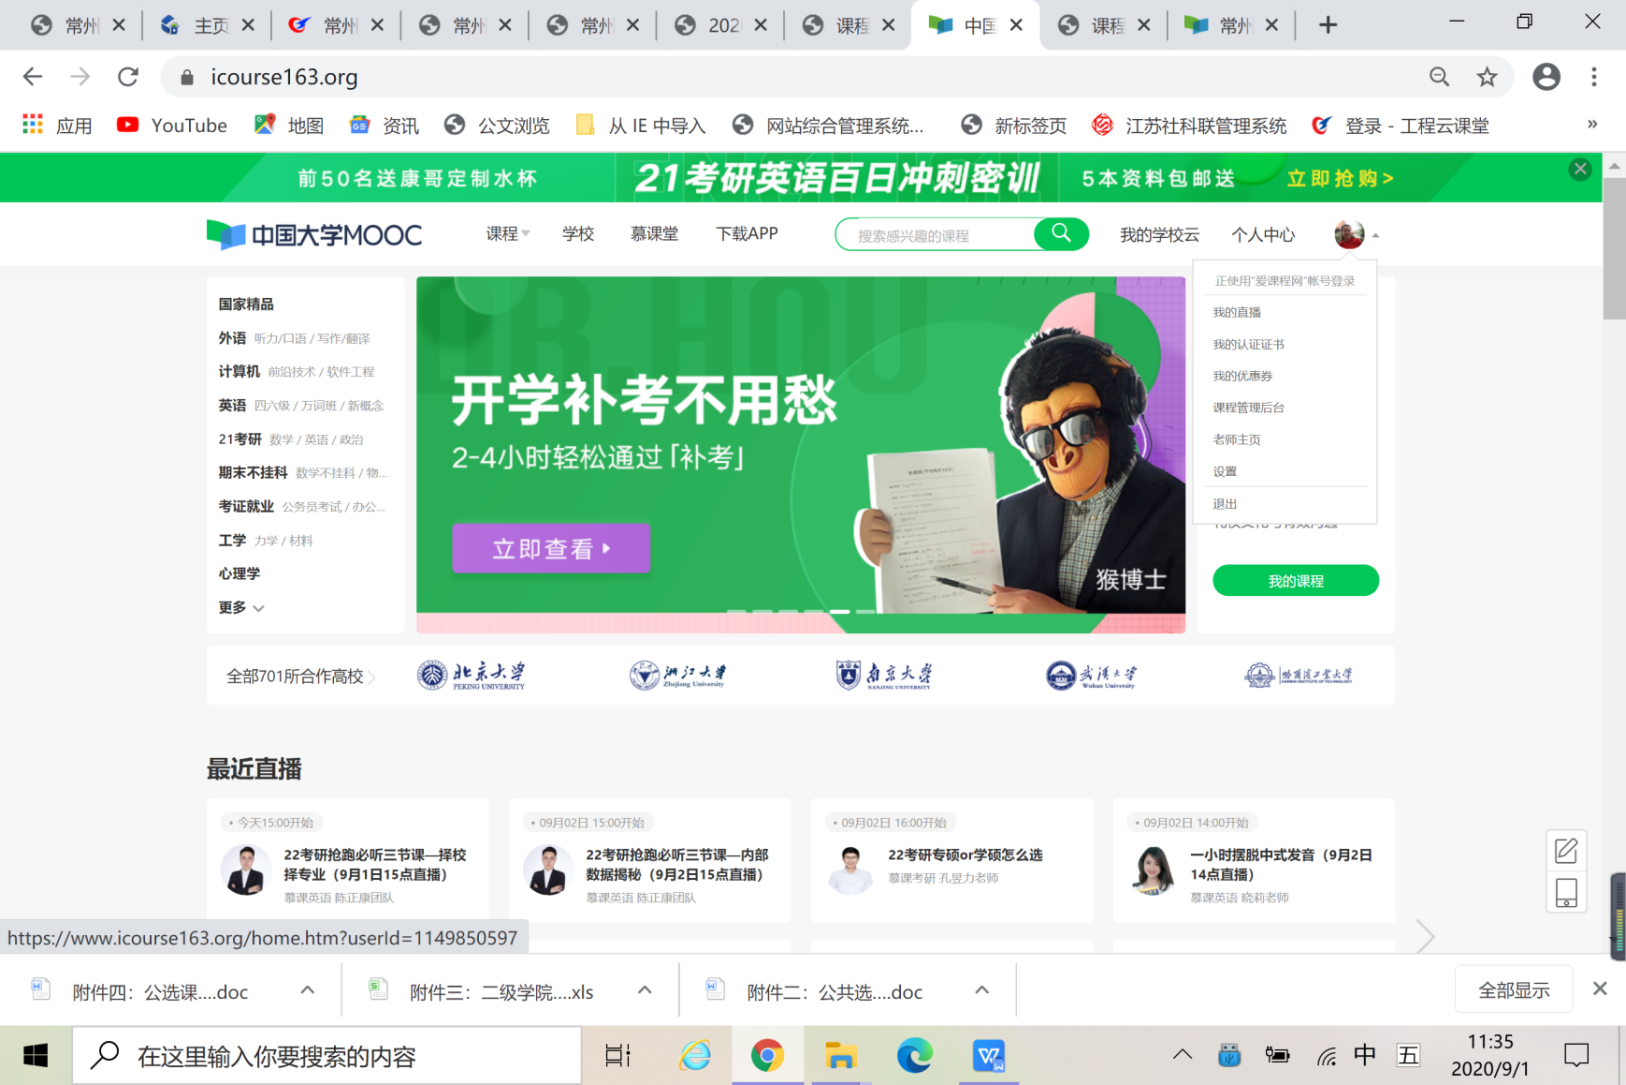 常州
主页
常州
常州
常州
202
课程
中国
课程
常州
icourse163.org
应用
YouTube
地图
资讯
公文浏览
从 IE 中导入
网站综合管理系统...
新标签页
江苏社科联管理系统
登录 - 工程云课堂
»
前50名送康哥定制水杯
21考研英语百日冲刺密训
5本资料包邮送
立即抢购>
中国大学MOOC
课程
学校
慕课堂
下载APP
搜索感兴趣的课程
我的学校云
个人中心
正使用"爱课程网"帐号登录
我的直播
我的认证证书
我的优惠券
课程管理后台
老师主页
设置
退出
我的课程
国家精品
外语 听力/口语 / 写作/翻译
计算机 前沿技术 / 软件工程
英语 四六级 / 万词班 / 新概念
21考研 数学 / 英语 / 政治
期末不挂科 数学不挂科 / 物...
考证就业 公务员考试 / 办公...
工学 力学 / 材料
心理学
更多
DR.HOU
开学补考不用愁
2-4小时轻松通过「补考」
立即查看
猴博士
全部701所合作高校
北京大学
PEKING UNIVERSITY
浙江大学
Zhejiang University
南京大学
NANJING UNIVERSITY
武汉大学
Wuhan University
哈尔滨工业大学
HARBIN INSTITUTE OF TECHNOLOGY
最近直播
• 今天15:00开始
22考研抢跑必听三节课—择校
择专业（9月1日15点直播）
慕课英语 陈正康团队
• 09月02日 15:00开始
22考研抢跑必听三节课—内部
数据揭秘（9月2日15点直播）
慕课英语 陈正康团队
• 09月02日 16:00开始
22考研专硕or学硕怎么选
慕课考研 孔昱力老师
• 09月02日 14:00开始
一小时摆脱中式发音（9月2日
14点直播）
慕课英语 晓莉老师
https://www.icourse163.org/home.htm?userId=1149850597
附件四：公选课....doc
附件三：二级学院....xls
附件二：公共选....doc
全部显示
在这里输入你要搜索的内容
中
五
11:35
2020/9/1